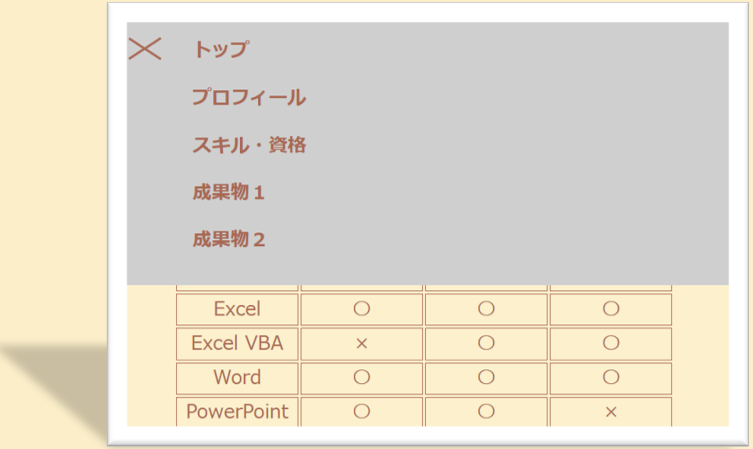 トップ
プロフィール
スキル・資格
成果物１
成果物２
Excel ○ ○ ○
Excel VBA × ○ ○
Word ○ ○ ○
PowerPoint ○ ○ ×